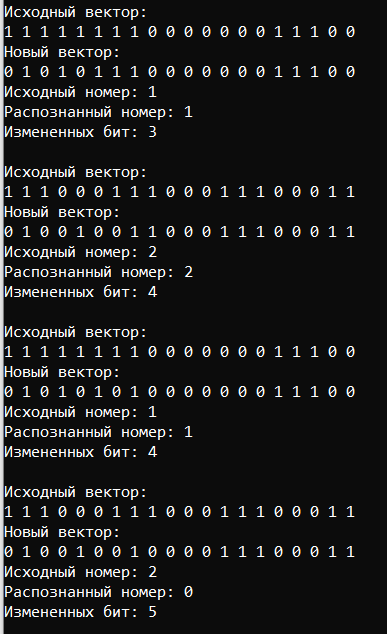 Исходный вектор:
1 1 1 1 1 1 1 1 0 0 0 0 0 0 0 1 1 1 0 0
Новый вектор:
0 1 0 1 0 1 1 1 0 0 0 0 0 0 0 1 1 1 0 0
Исходный номер: 1
Распознанный номер: 1
Измененных бит: 3
Исходный вектор:
1 1 1 0 0 0 1 1 1 0 0 0 1 1 1 0 0 0 1 1
Новый вектор:
0 1 0 0 1 0 0 1 1 0 0 0 1 1 1 0 0 0 1 1
Исходный номер: 2
Распознанный номер: 2
Измененных бит: 4
Исходный вектор:
1 1 1 1 1 1 1 1 0 0 0 0 0 0 0 1 1 1 0 0
Новый вектор:
0 1 0 1 0 1 0 1 0 0 0 0 0 0 0 1 1 1 0 0
Исходный номер: 1
Распознанный номер: 1
Измененных бит: 4
Исходный вектор:
1 1 1 0 0 0 1 1 1 0 0 0 1 1 1 0 0 0 1 1
Новый вектор:
0 1 0 0 1 0 0 1 0 0 0 0 1 1 1 0 0 0 1 1
Исходный номер: 2
Распознанный номер: 0
Измененных бит: 5